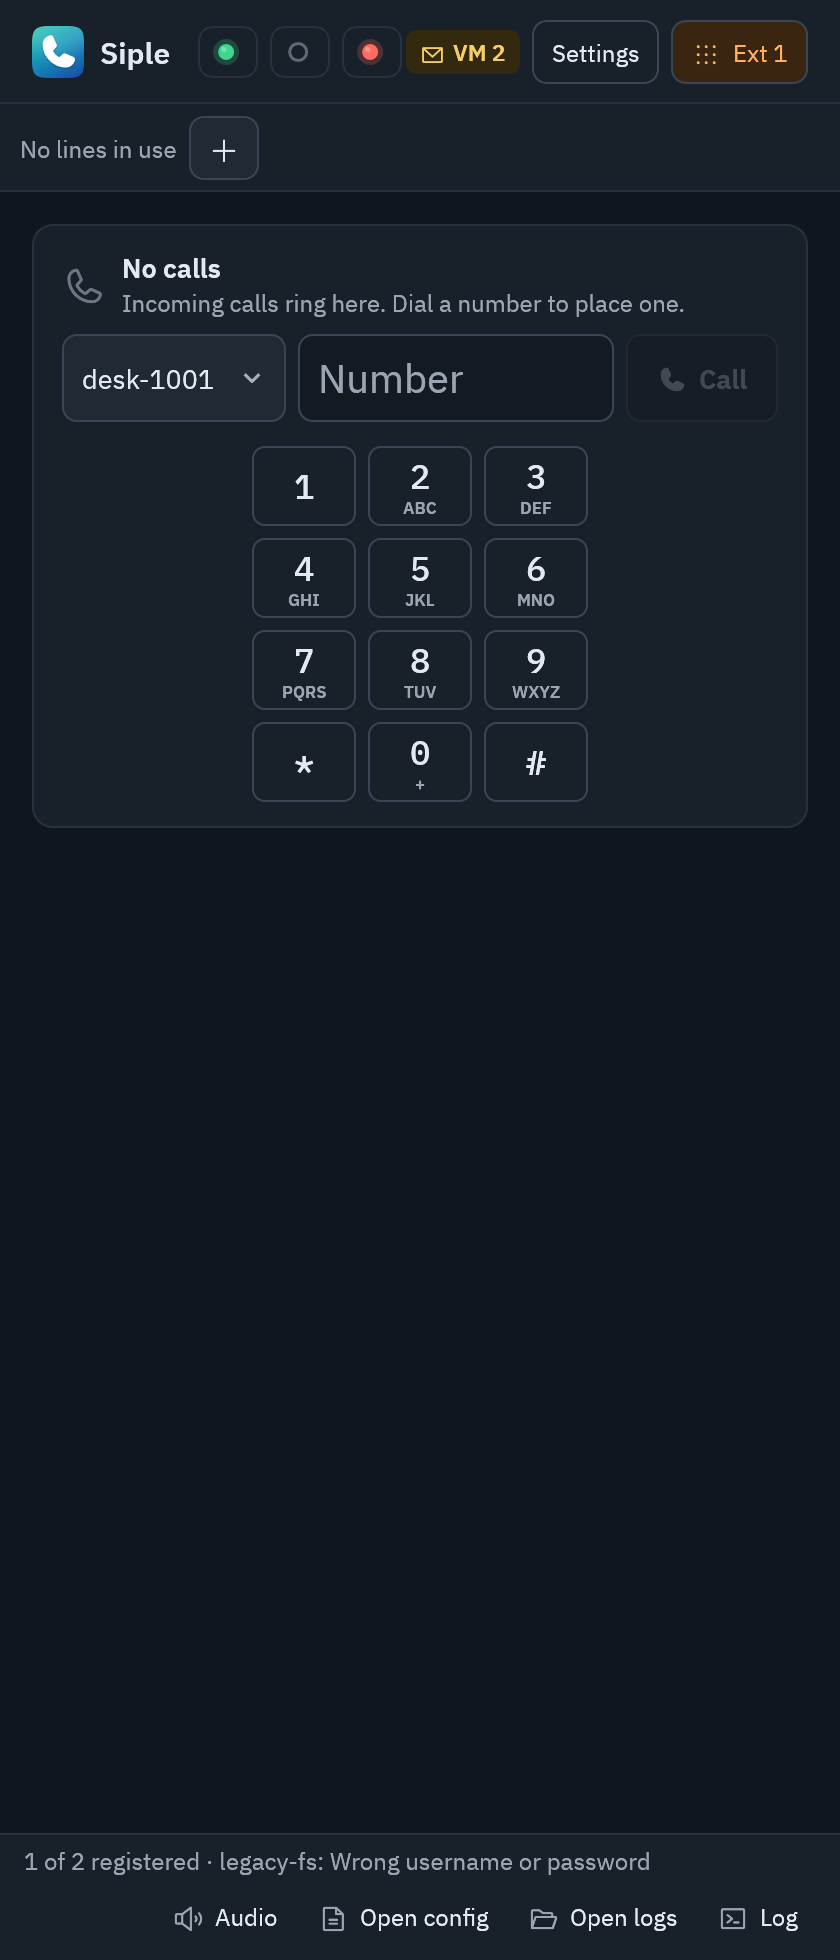 Siple VM 2 Settings Ext 1
No lines in use
No calls
Incoming calls ring here. Dial a number to place one.
desk-1001 Number Call
1 2 3
ABC DEF
4 5 6
GHI JKL MNO
7 8 9
PQRS TUV WXYZ
* 0 #
+
1 of 2 registered · legacy-fs: Wrong username or password
Audio Open config Open logs Log